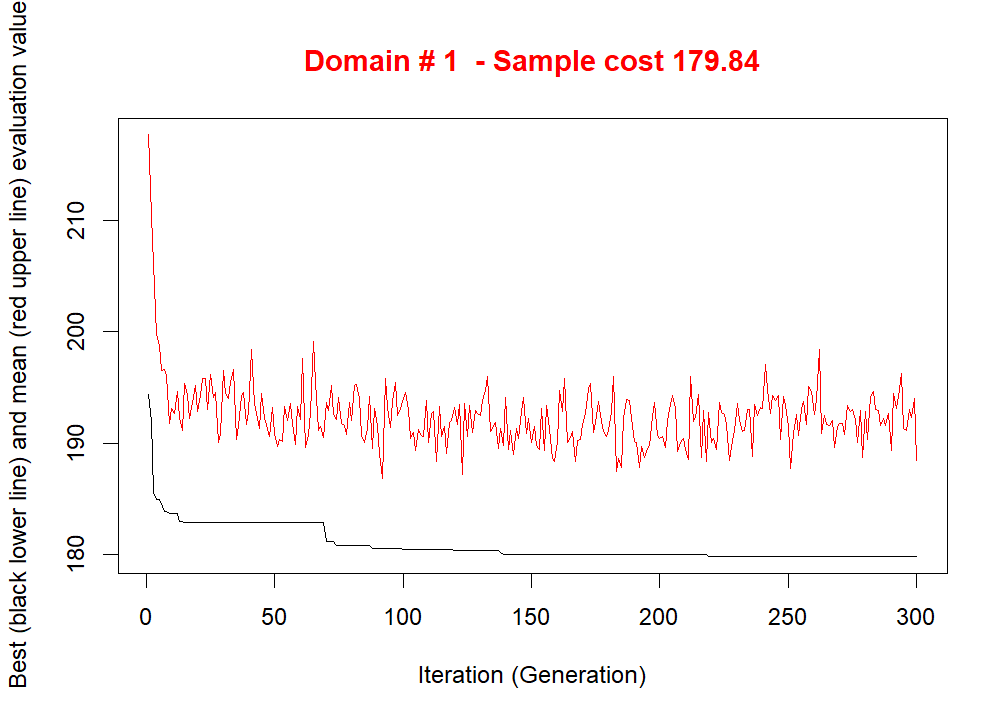 Domain # 1  - Sample cost 179.84
Best (black lower line) and mean (red upper line) evaluation value
210
200
190
180
0 50 100 150 200 250 300
Iteration (Generation)